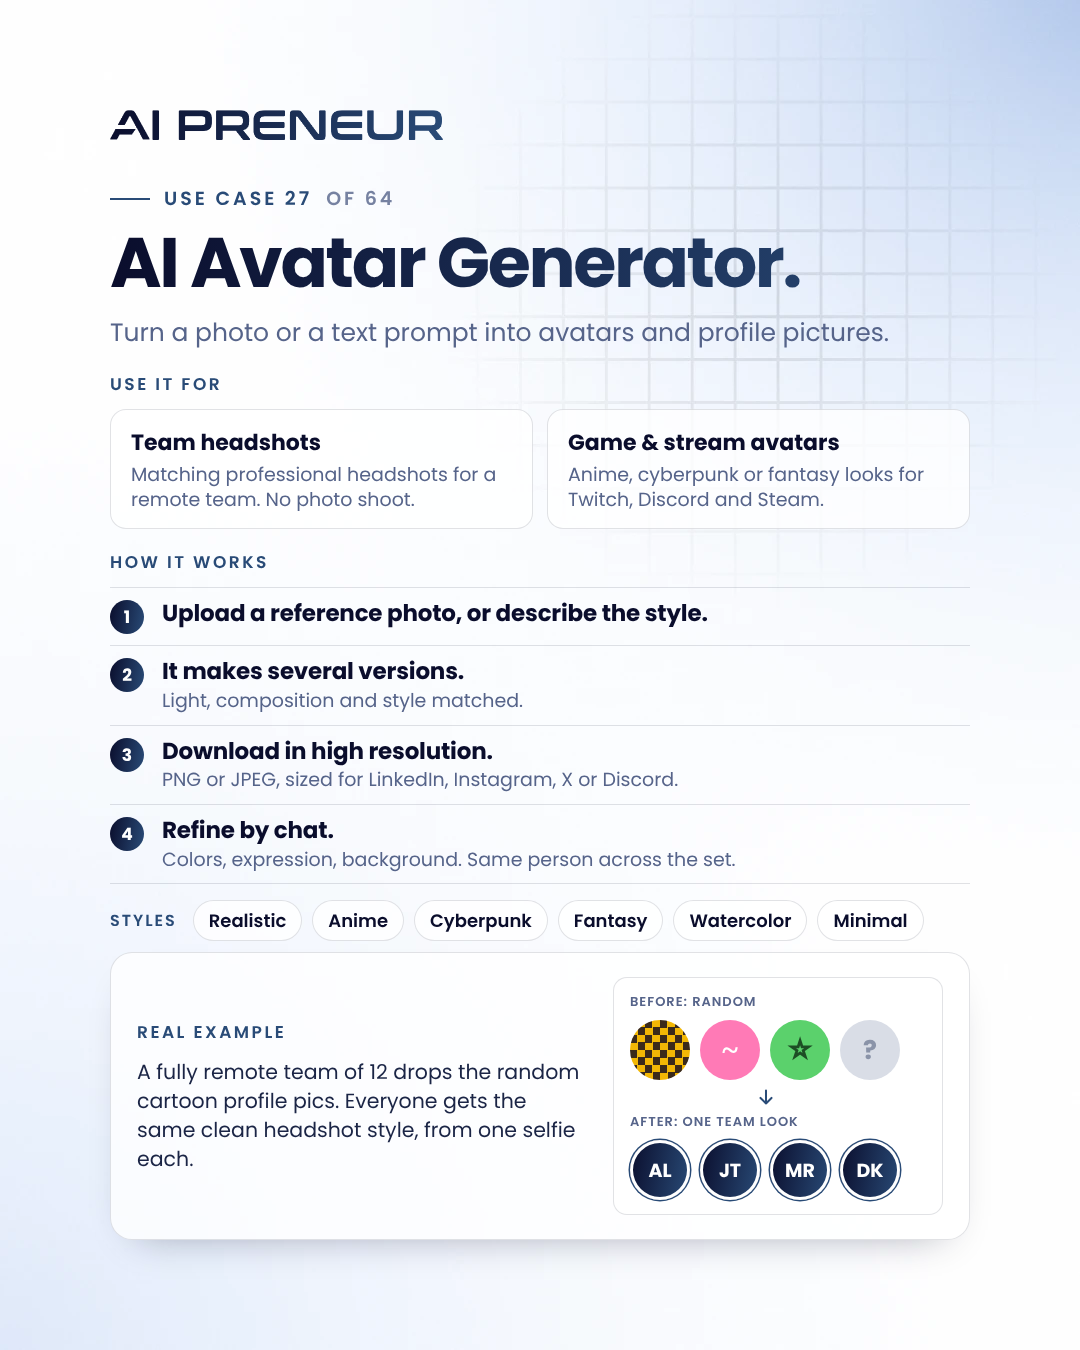 AI PRENEUR
USE CASE 27 OF 64
AI Avatar Generator.
Turn a photo or a text prompt into avatars and profile pictures.
USE IT FOR
Team headshots
Matching professional headshots for a
remote team. No photo shoot.
Game & stream avatars
Anime, cyberpunk or fantasy looks for
Twitch, Discord and Steam.
HOW IT WORKS
1 Upload a reference photo, or describe the style.
2 It makes several versions.
Light, composition and style matched.
3 Download in high resolution.
PNG or JPEG, sized for LinkedIn, Instagram, X or Discord.
4 Refine by chat.
Colors, expression, background. Same person across the set.
STYLES Realistic Anime Cyberpunk Fantasy Watercolor Minimal
REAL EXAMPLE
A fully remote team of 12 drops the random
cartoon profile pics. Everyone gets the
same clean headshot style, from one selfie
each.
BEFORE: RANDOM
~ ?
AFTER: ONE TEAM LOOK
AL JT MR DK